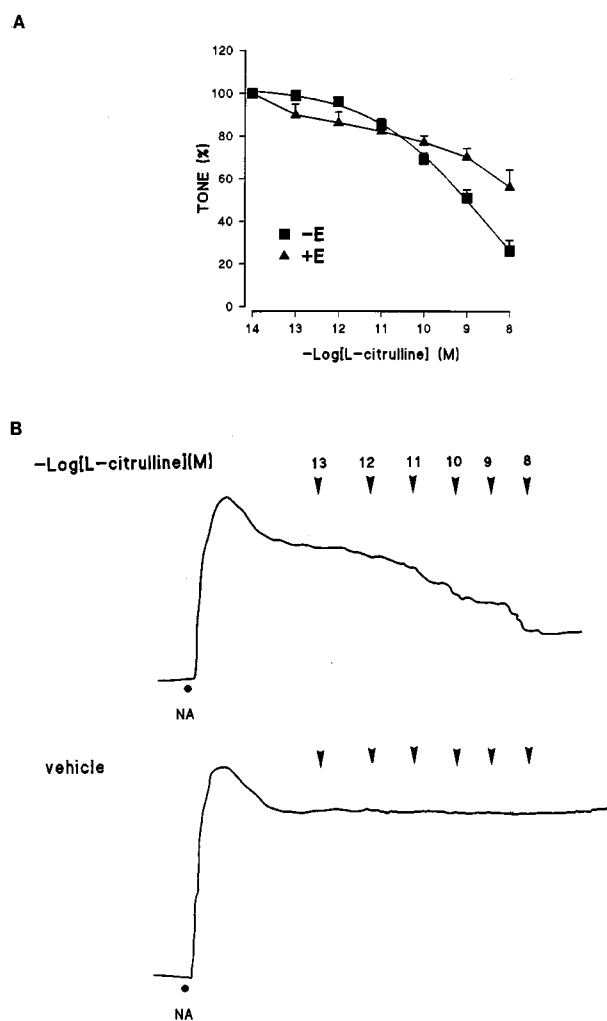 A
120
100
80
60
40
20
0
TONE (%)
−E
+E
14 13 12 11 10 9 8
−Log[L−citrulline] (M)
B
−Log[L−citrulline](M) 13 12 11 10 9 8
NA
vehicle
NA